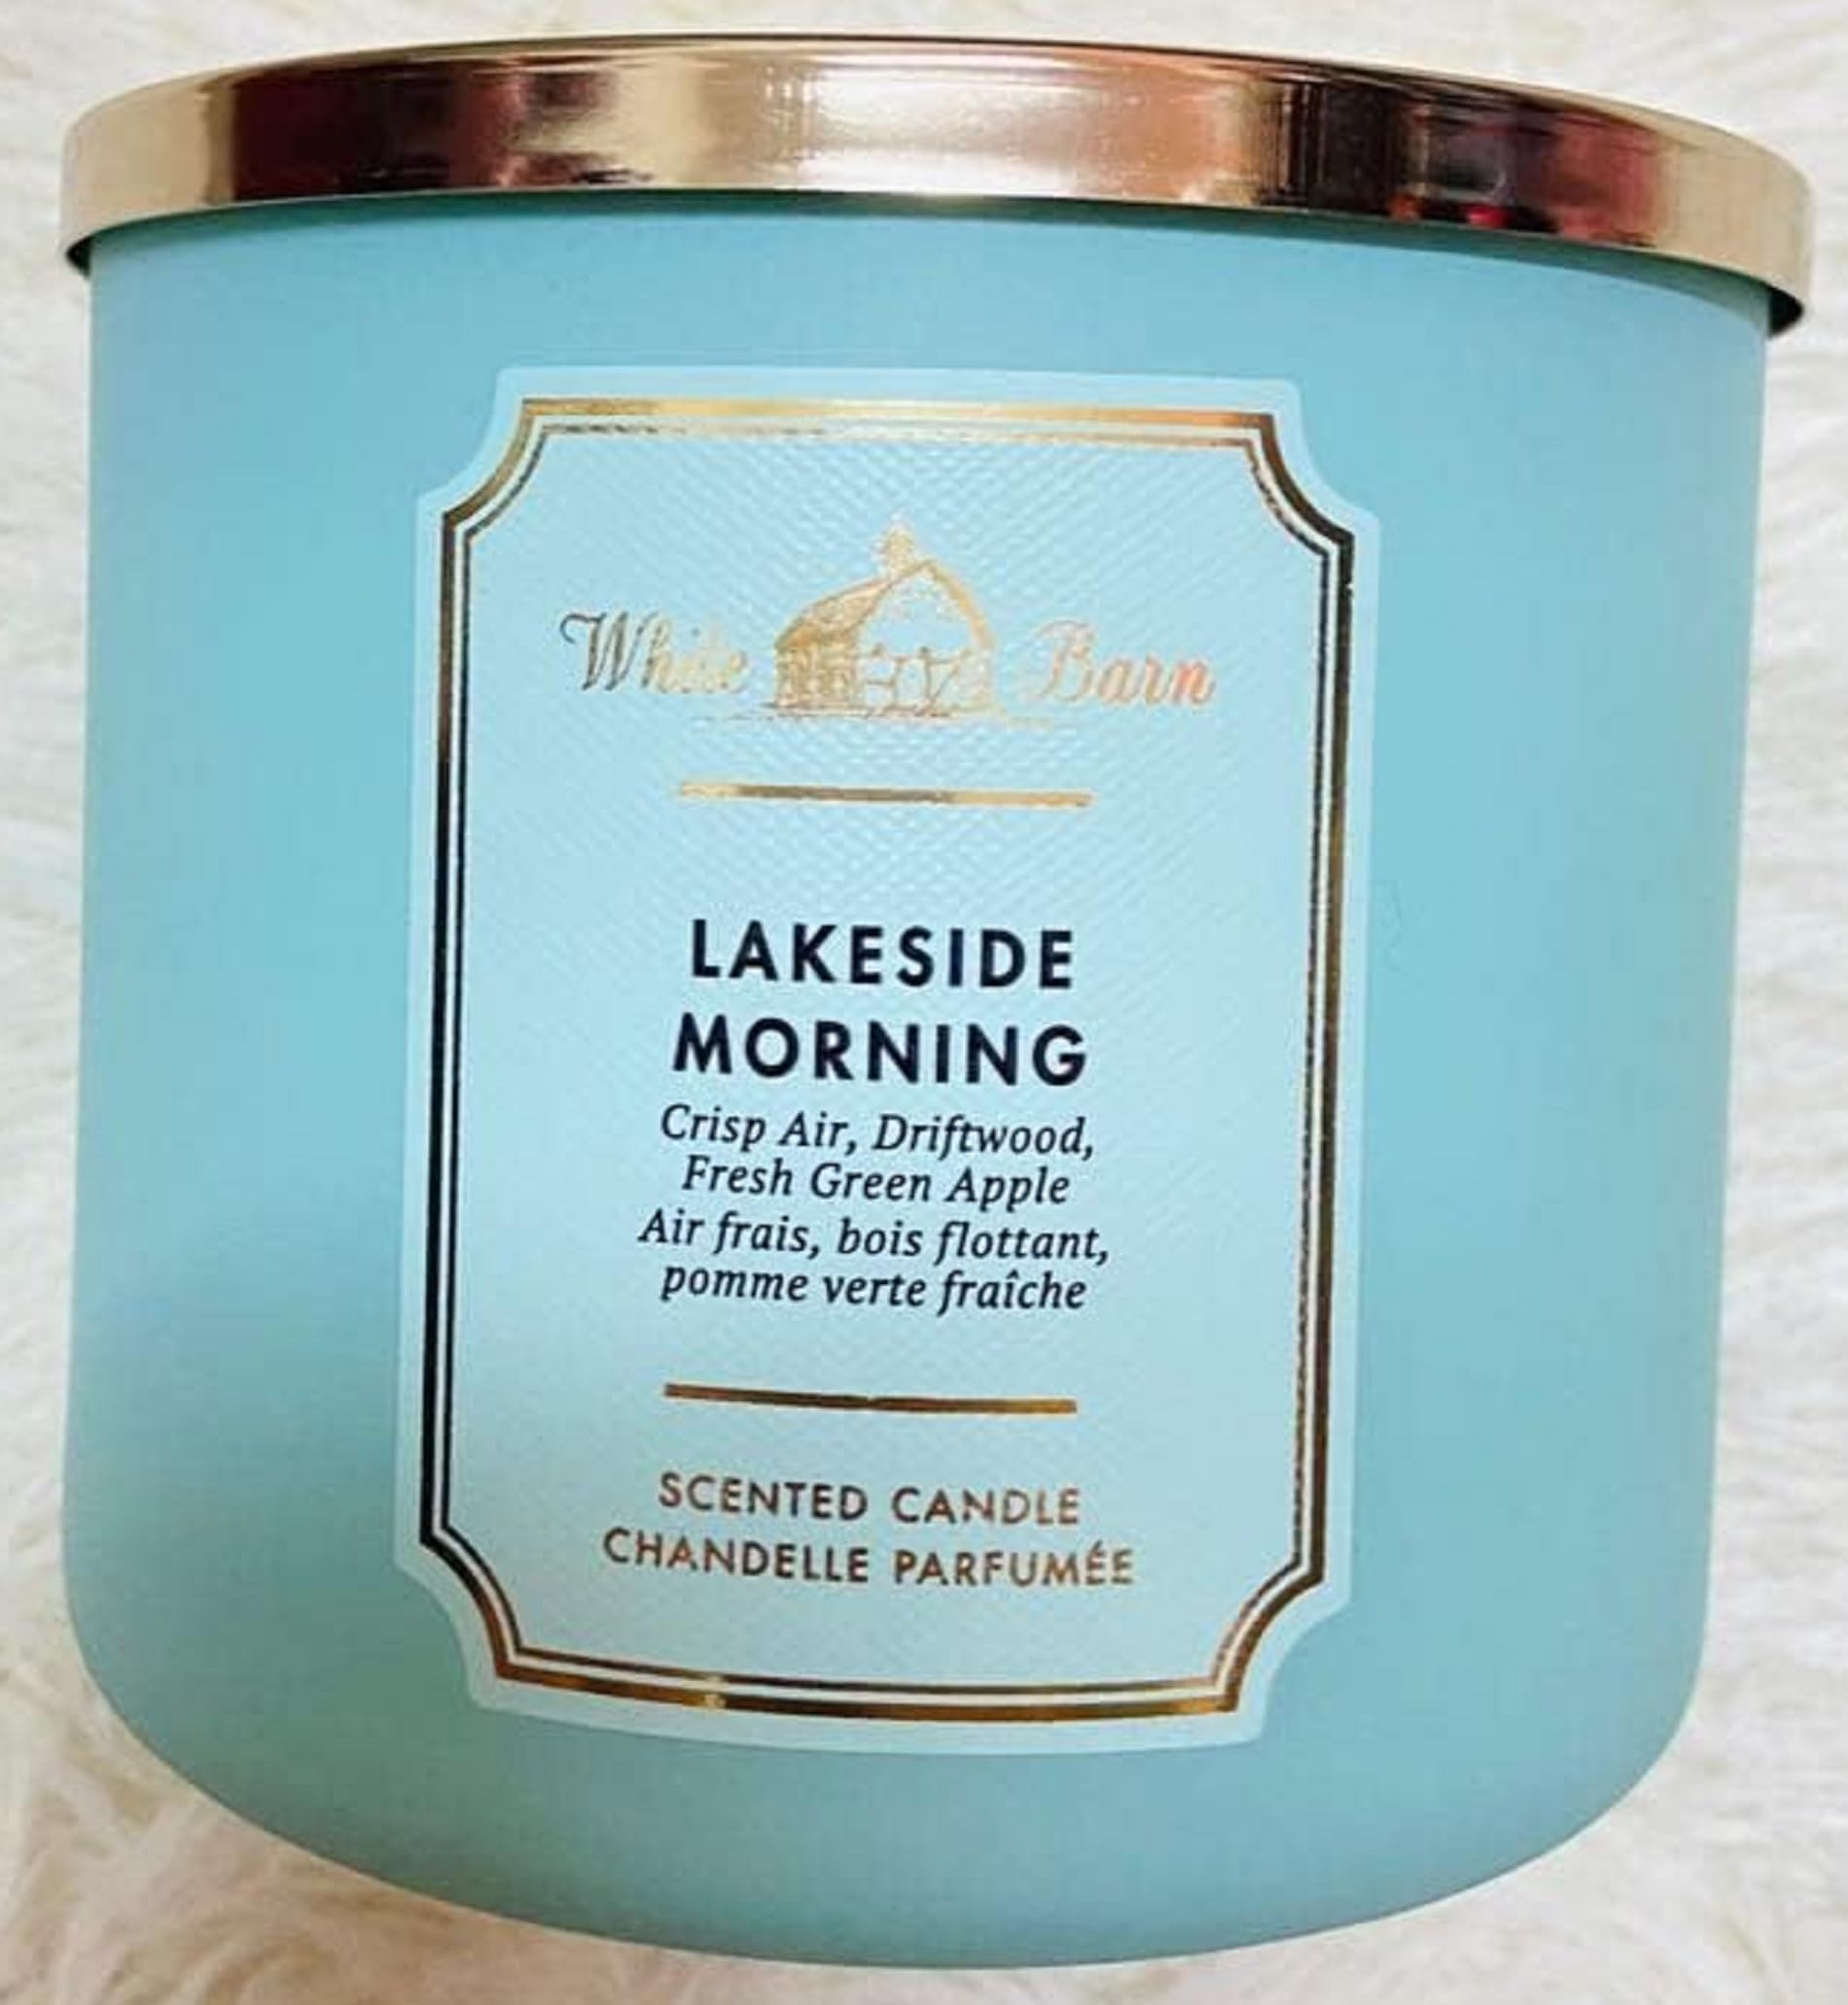 White Barn
LAKESIDE
MORNING
Crisp Air, Driftwood,
Fresh Green Apple
Air frais, bois flottant,
pomme verte fraîche
SCENTED CANDLE
CHANDELLE PARFUMÉE